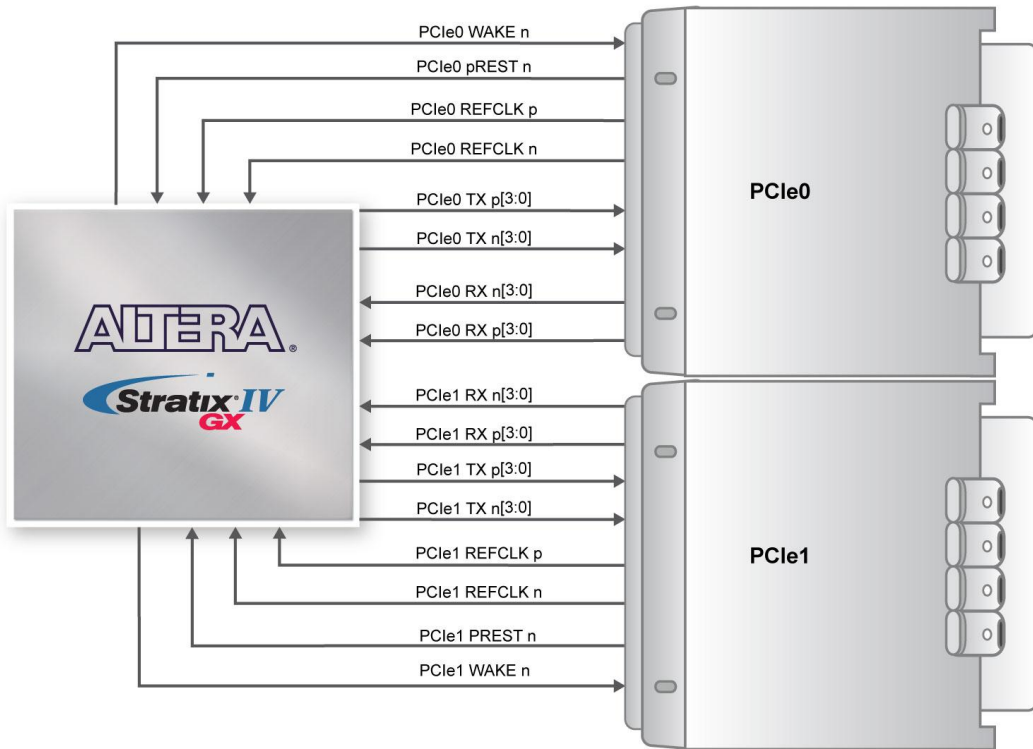 PCIe0 WAKE n
PCIe0 pREST n
PCIe0 REFCLK p
PCIe0 REFCLK n
PCIe0 TX p[3:0]
PCIe0 TX n[3:0]
PCIe0 RX n[3:0]
PCIe0 RX p[3:0]
PCIe0
ALTERA®
Stratix® IV
GX
PCIe1 RX n[3:0]
PCIe1 RX p[3:0]
PCIe1 TX p[3:0]
PCIe1 TX n[3:0]
PCIe1 REFCLK p
PCIe1 REFCLK n
PCIe1 PREST n
PCIe1 WAKE n
PCIe1